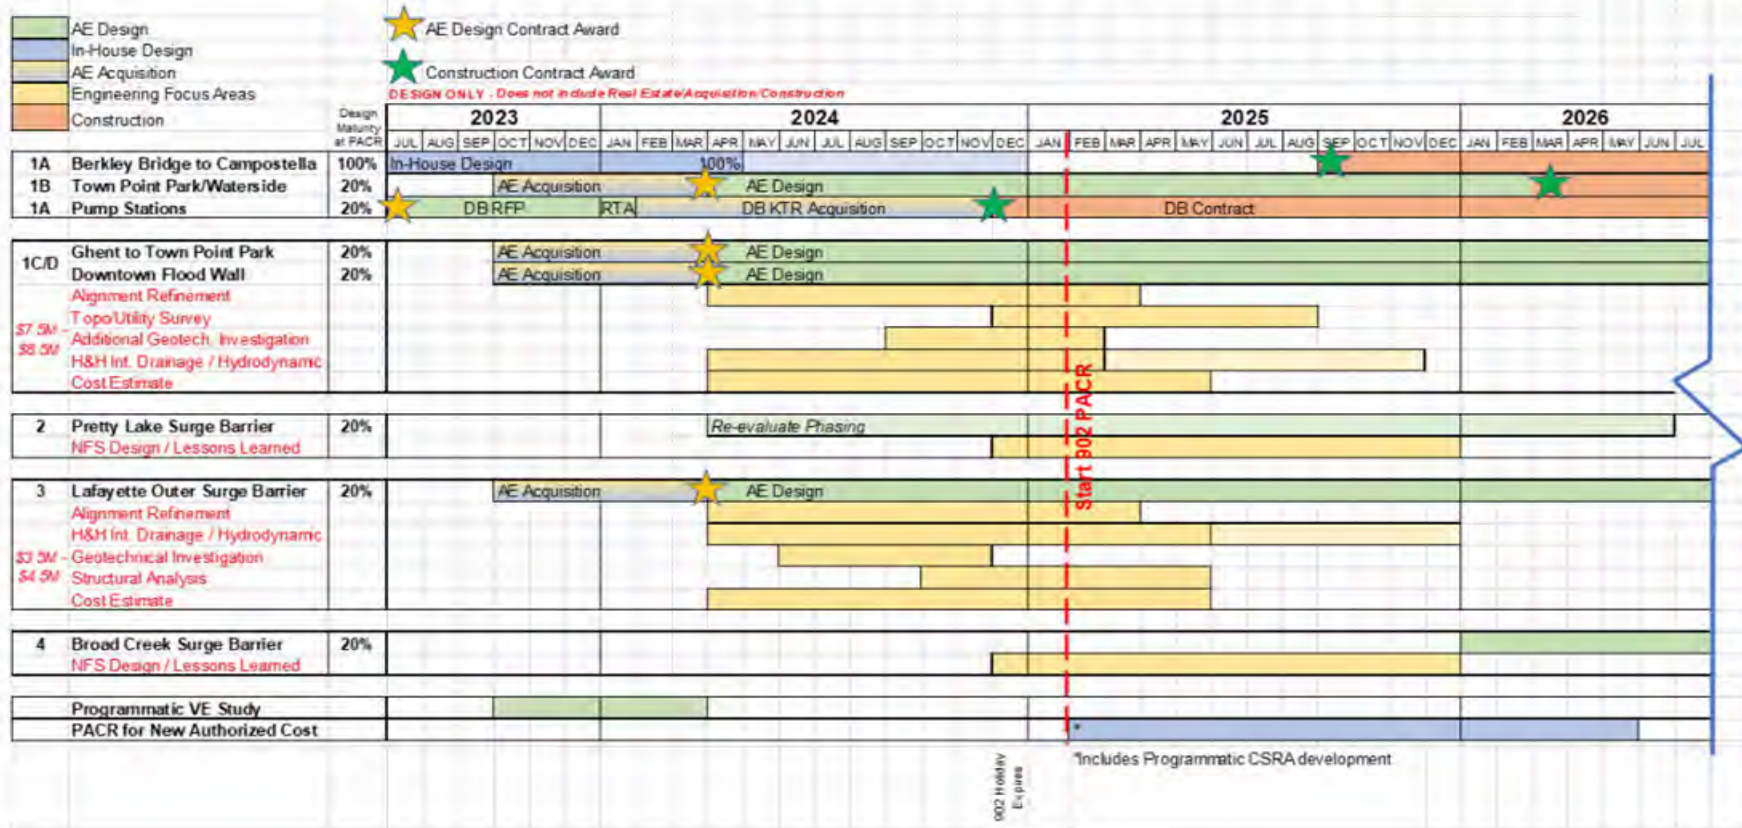 AE Design
In-House Design
AE Acquisition
Engineering Focus Areas
Construction
AE Design Contract Award
Construction Contract Award
DESIGN ONLY - Does not include Real Estate/Acquisition/Construction
Design Maturity at PACR
2023 2024 2025 2026
JUL AUG SEP OCT NOV DEC JAN FEB MAR APR MAY JUN JUL AUG SEP OCT NOV DEC JAN FEB MAR APR MAY JUN JUL AUG SEP OCT NOV DEC JAN FEB MAR APR MAY JUN JUL
1A Berkley Bridge to Campostella 100% In-House Design 100%
1B Town Point Park/Waterside 20% AE Acquisition AE Design
1A Pump Stations 20% DB RFP RTA DB KTR Acquisition DB Contract
1C/D
Ghent to Town Point Park 20% AE Acquisition AE Design
Downtown Flood Wall 20% AE Acquisition AE Design
Alignment Refinement
Topo/Utility Survey
$7.5M - $8.5M
Additional Geotech. Investigation
H&H Int. Drainage / Hydrodynamic
Cost Estimate
Start 902 PACR
2 Pretty Lake Surge Barrier 20% Re-evaluate Phasing
NFS Design / Lessons Learned
3 Lafayette Outer Surge Barrier 20% AE Acquisition AE Design
Alignment Refinement
H&H Int. Drainage / Hydrodynamic
$3.5M - $4.5M
Geotechnical Investigation
Structural Analysis
Cost Estimate
4 Broad Creek Surge Barrier 20%
NFS Design / Lessons Learned
Programmatic VE Study
PACR for New Authorized Cost *
902 Holiday
Expires
*Includes Programmatic CSRA development